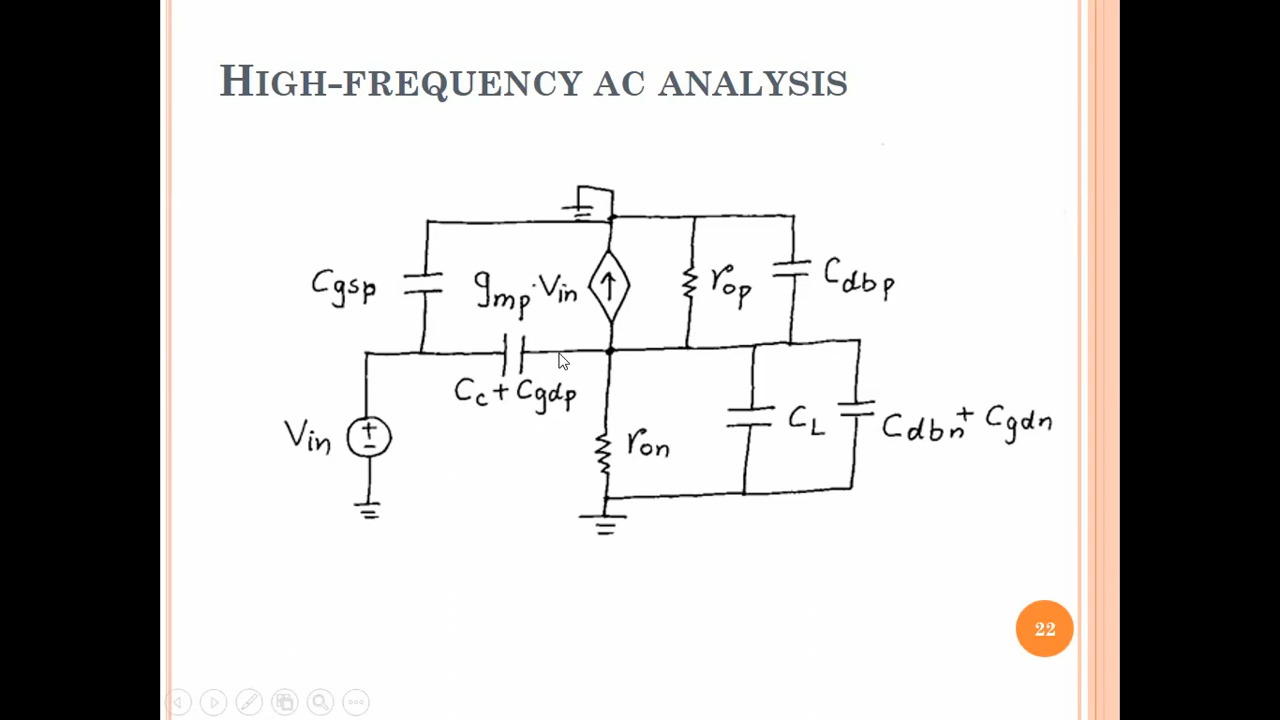 HIGH-FREQUENCY AC ANALYSIS
Cgsp
gmp·Vin
rop
Cdbp
Cc + Cgdp
Vin
+
-
ron
CL
Cdbn + Cgdn
22